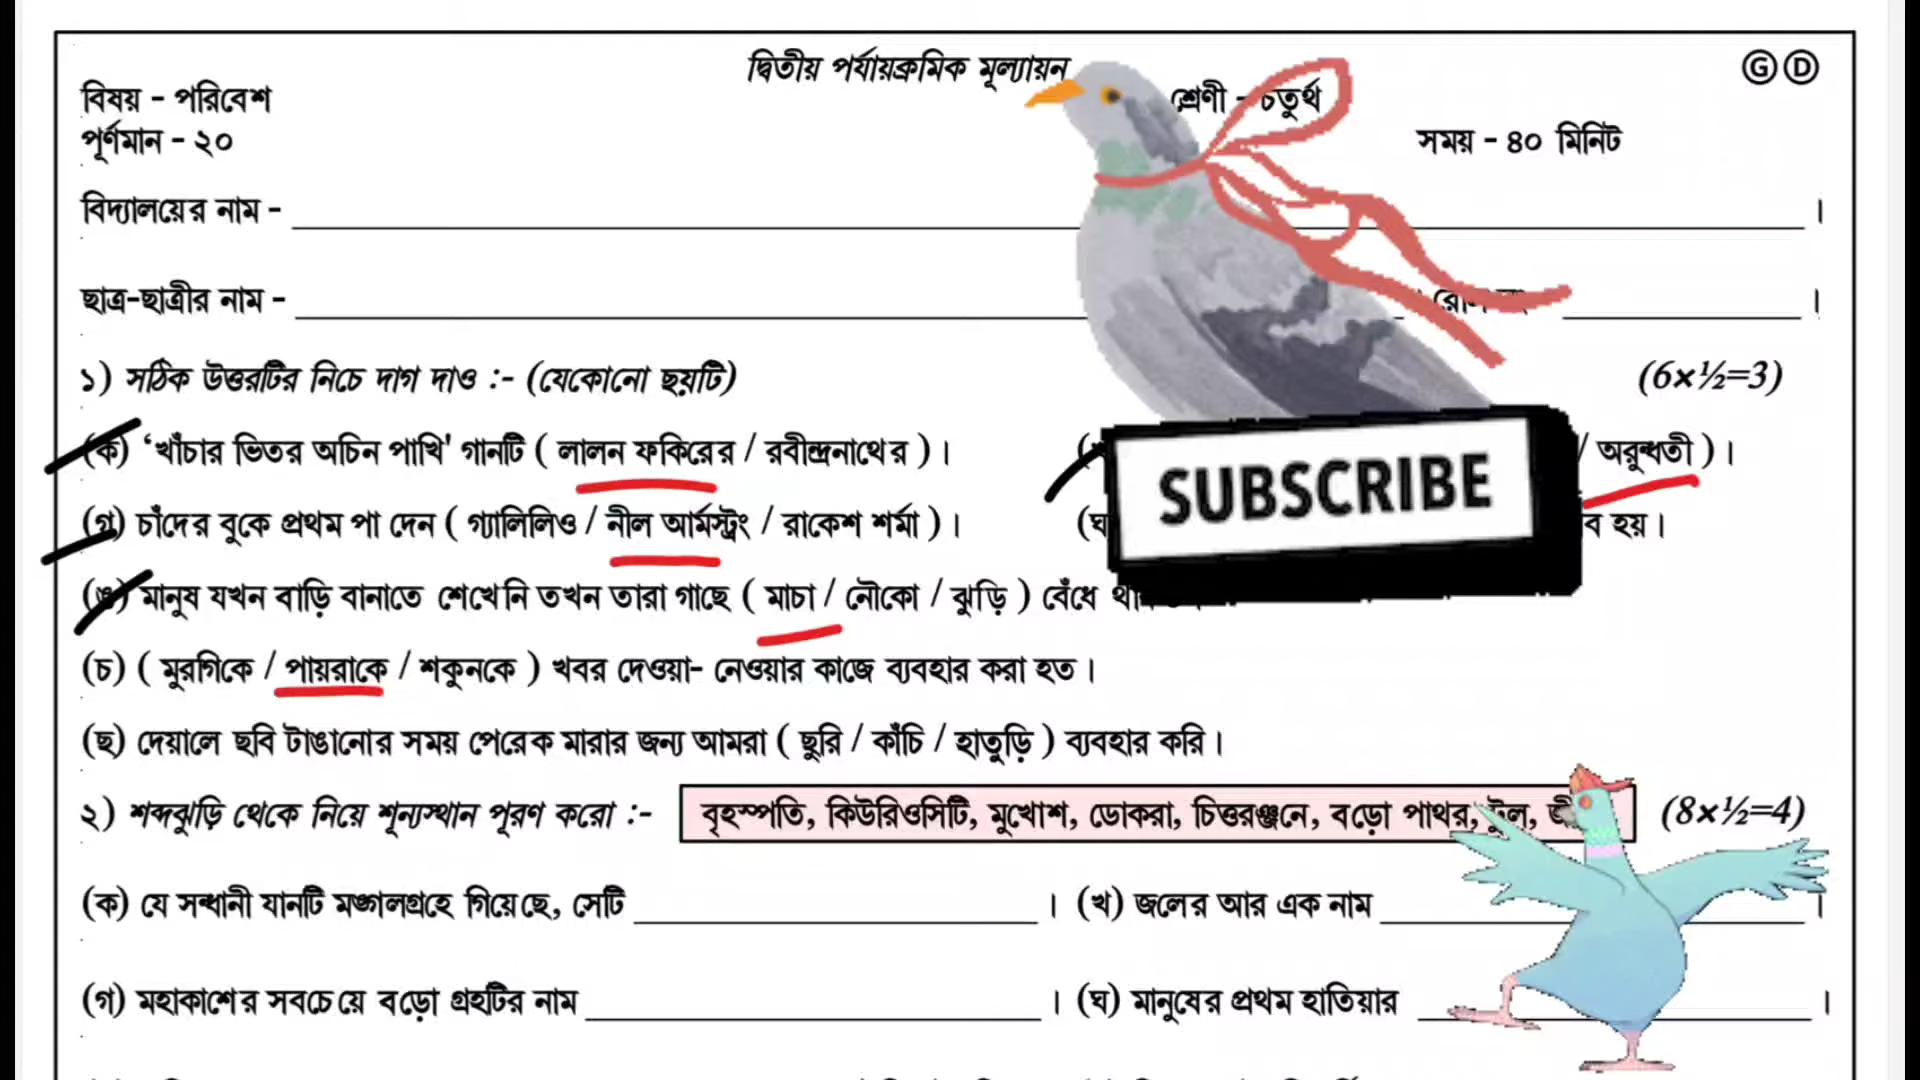 দ্বিতীয় পর্যায়ক্রমিক মূল্যায়ন
GD
বিষয় - পরিবেশ
শ্রেণী - চতুর্থ
পূর্ণমান - ২০
সময় - ৪০ মিনিট
বিদ্যালয়ের নাম - ।
ছাত্র-ছাত্রীর নাম - ।
১) সঠিক উত্তরটির নিচে দাগ দাও :- (যেকোনো ছয়টি) (6×½=3)
(ক) ‘খাঁচার ভিতর অচিন পাখি' গানটি ( লালন ফকিরের / রবীন্দ্রনাথের ) ।
/ অরুন্ধতী ) ।
SUBSCRIBE
(গ) চাঁদের বুকে প্রথম পা দেন ( গ্যালিলিও / নীল আর্মস্ট্রং / রাকেশ শর্মা ) ।
(ঘ হয় ।
(ঙ) মানুষ যখন বাড়ি বানাতে শেখেনি তখন তারা গাছে ( মাচা / নৌকো / ঝুড়ি ) বেঁধে
(চ) ( মুরগিকে / পায়রাকে / শকুনকে ) খবর দেওয়া- নেওয়ার কাজে ব্যবহার করা হত ।
(ছ) দেয়ালে ছবি টাঙানোর সময় পেরেক মারার জন্য আমরা ( ছুরি / কাঁচি / হাতুড়ি ) ব্যবহার করি ।
২) শব্দঝুড়ি থেকে নিয়ে শূন্যস্থান পূরণ করো :- বৃহস্পতি, কিউরিওসিটি, মুখোশ, ডোকরা, চিত্তরঞ্জনে, বড়ো পাথর, টুল, (8×½=4)
(ক) যে সন্ধানী যানটি মঙ্গলগ্রহে গিয়েছে, সেটি । (খ) জলের আর এক নাম ।
(গ) মহাকাশের সবচেয়ে বড়ো গ্রহটির নাম । (ঘ) মানুষের প্রথম হাতিয়ার ।